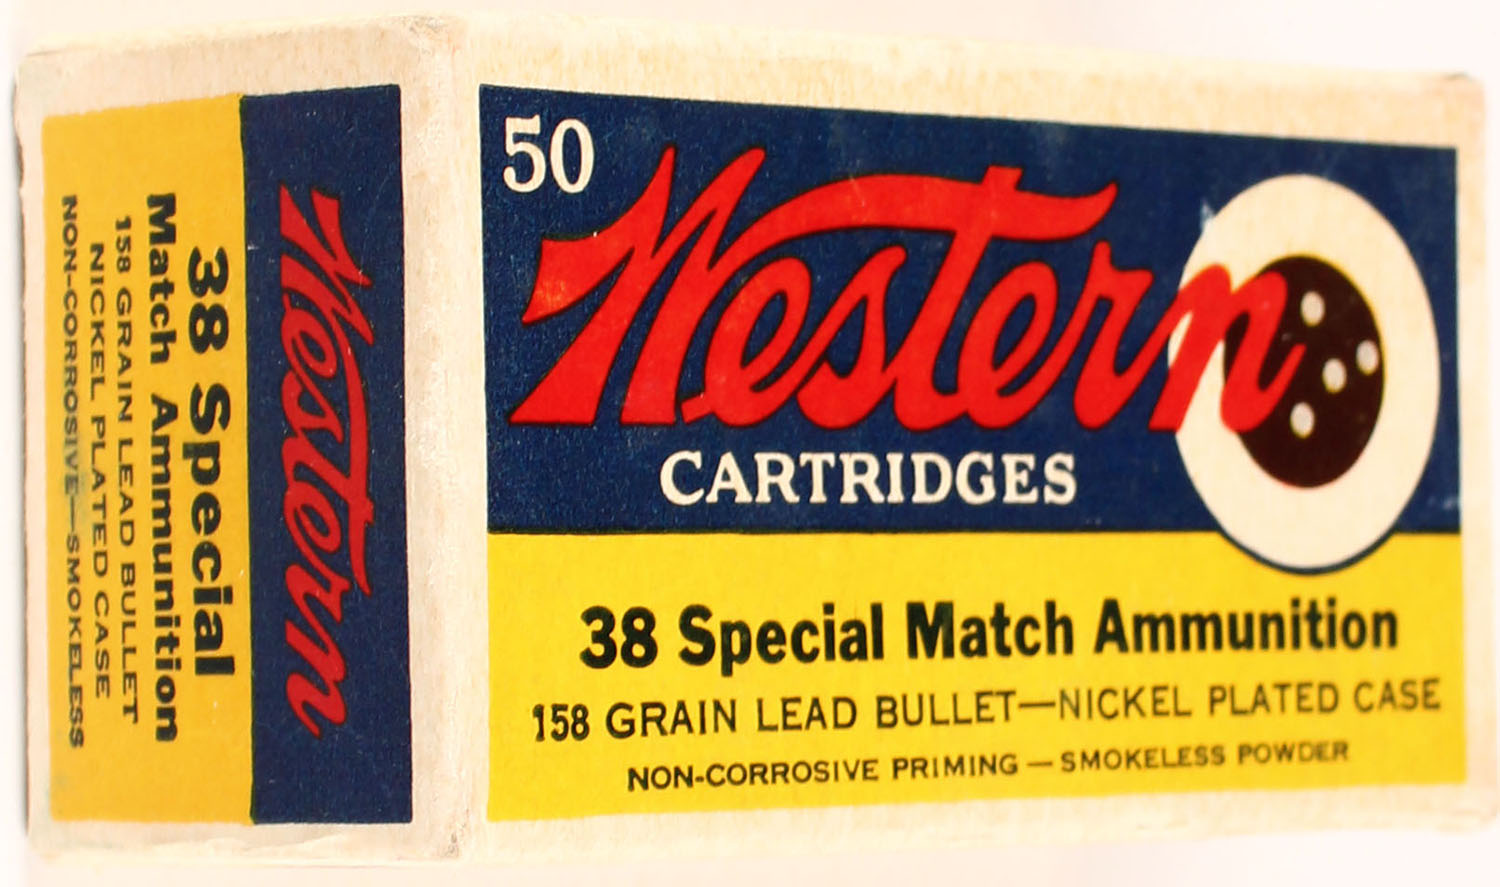 50
Western
CARTRIDGES
38 Special Match Ammunition
158 GRAIN LEAD BULLET—NICKEL PLATED CASE
NON-CORROSIVE PRIMING — SMOKELESS POWDER
Western
38 Special
Match Ammunition
158 GRAIN LEAD BULLET
NICKEL PLATED CASE
NON-CORROSIVE—SMOKELESS